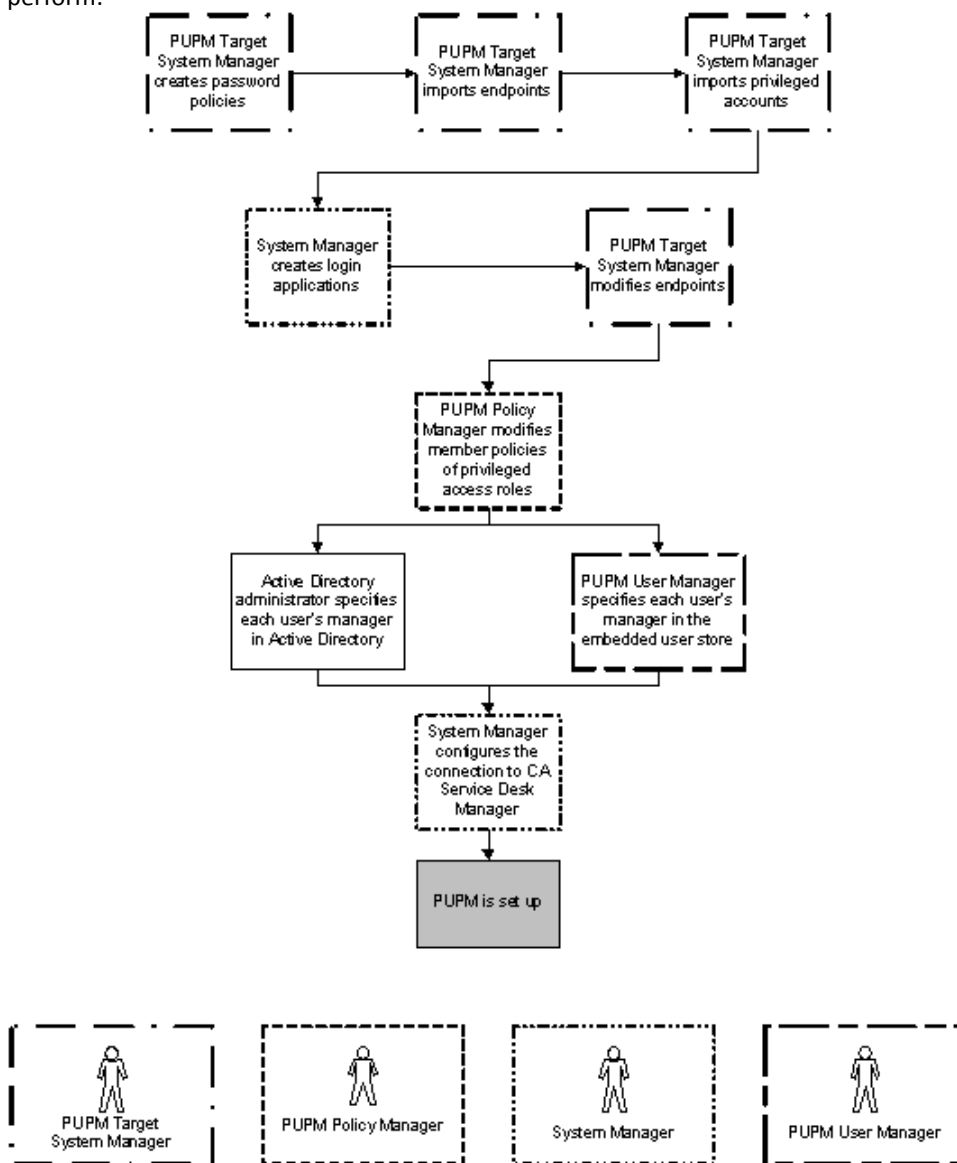 perform.
PUPM Target
System Manager
creates password
policies
PUPM Target
System Manager
imports endpoints
PUPM Target
System Manager
imports privileged
accounts
System Manager
creates login
applications
PUPM Target
System Manager
modifies endpoints
PUPM Policy
Manager modifies
member policies
of privileged
access roles
Active Directory
administrator specifies
each user's manager
in Active Directory
PUPM User Manager
specifies each user's
manager in the
embedded user store
System Manager
configures the
connection to CA
Service Desk
Manager
PUPM is set up
PUPM Target
System Manager
PUPM Policy Manager
System Manager
PUPM User Manager